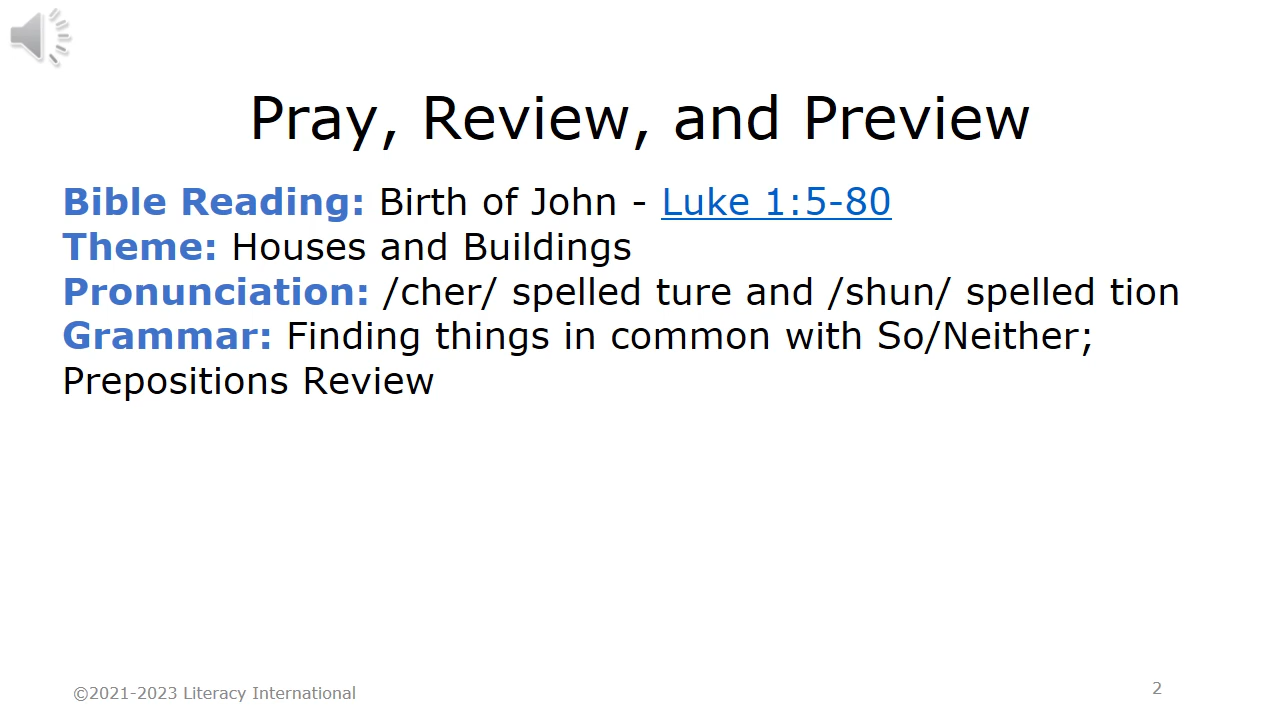 Pray, Review, and Preview
Bible Reading: Birth of John - Luke 1:5-80
Theme: Houses and Buildings
Pronunciation: /cher/ spelled ture and /shun/ spelled tion
Grammar: Finding things in common with So/Neither;
Prepositions Review
©2021-2023 Literacy International
2